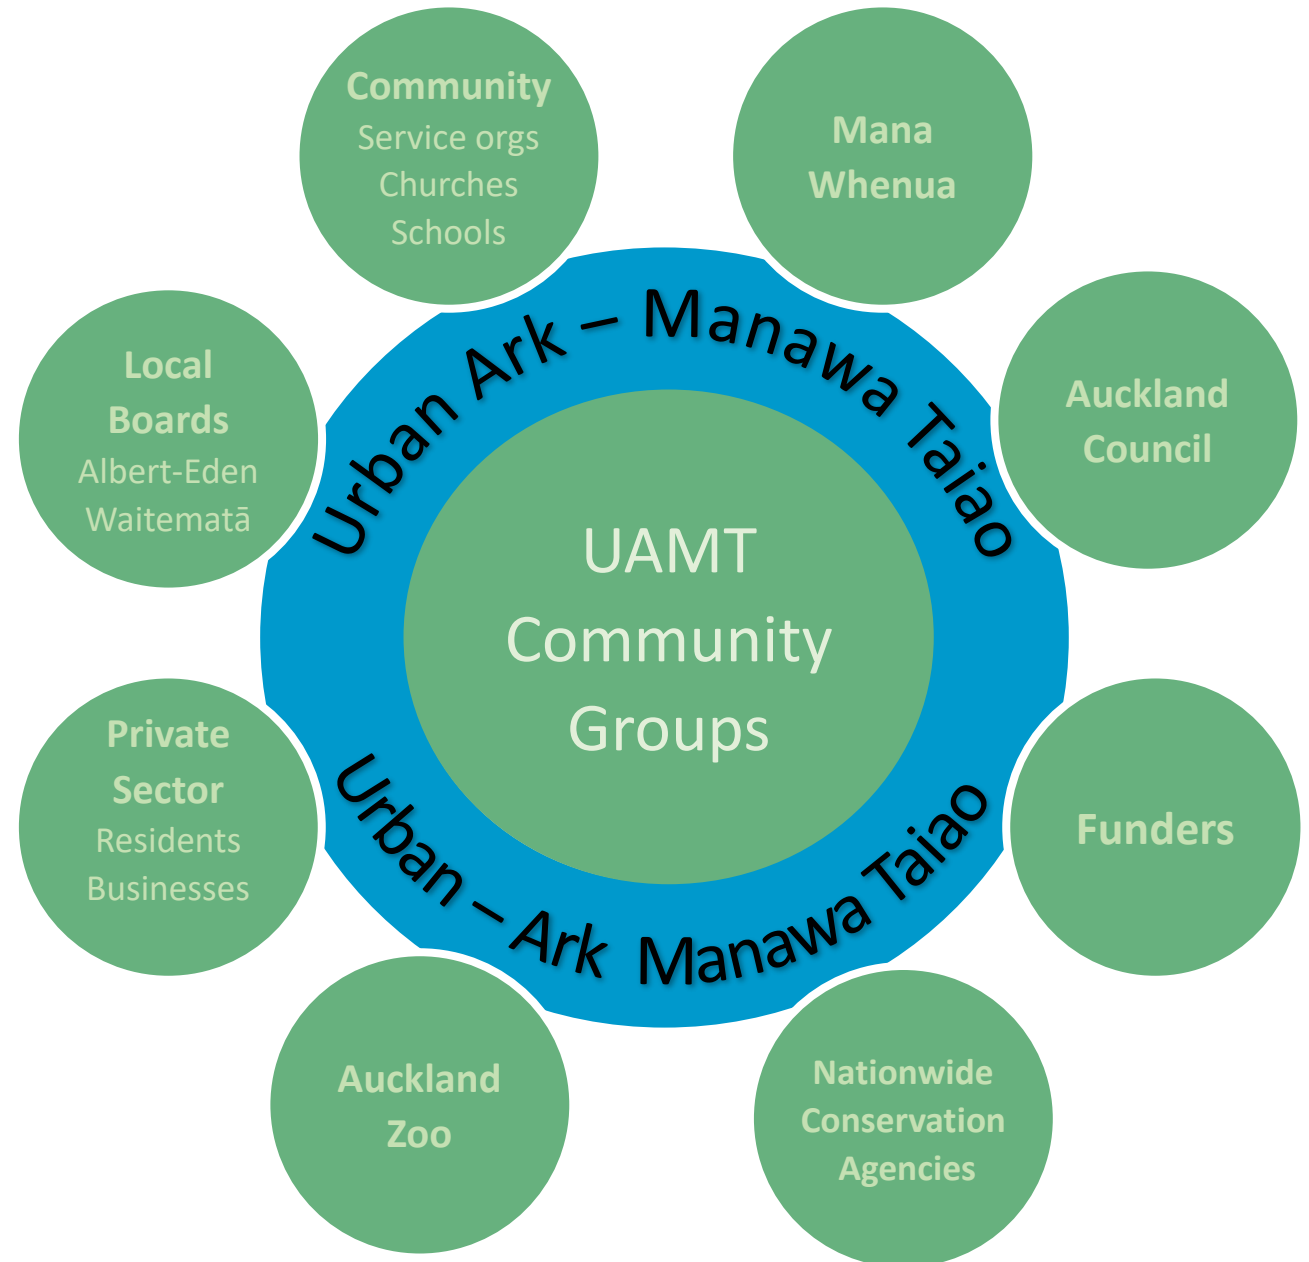 Community
Service orgs
Churches
Schools
Mana
Whenua
Local
Boards
Albert-Eden
Waitematā
Auckland
Council
Urban Ark – Manawa Taiao
UAMT
Community
Groups
Urban – Ark Manawa Taiao
Private
Sector
Residents
Businesses
Funders
Auckland
Zoo
Nationwide
Conservation
Agencies